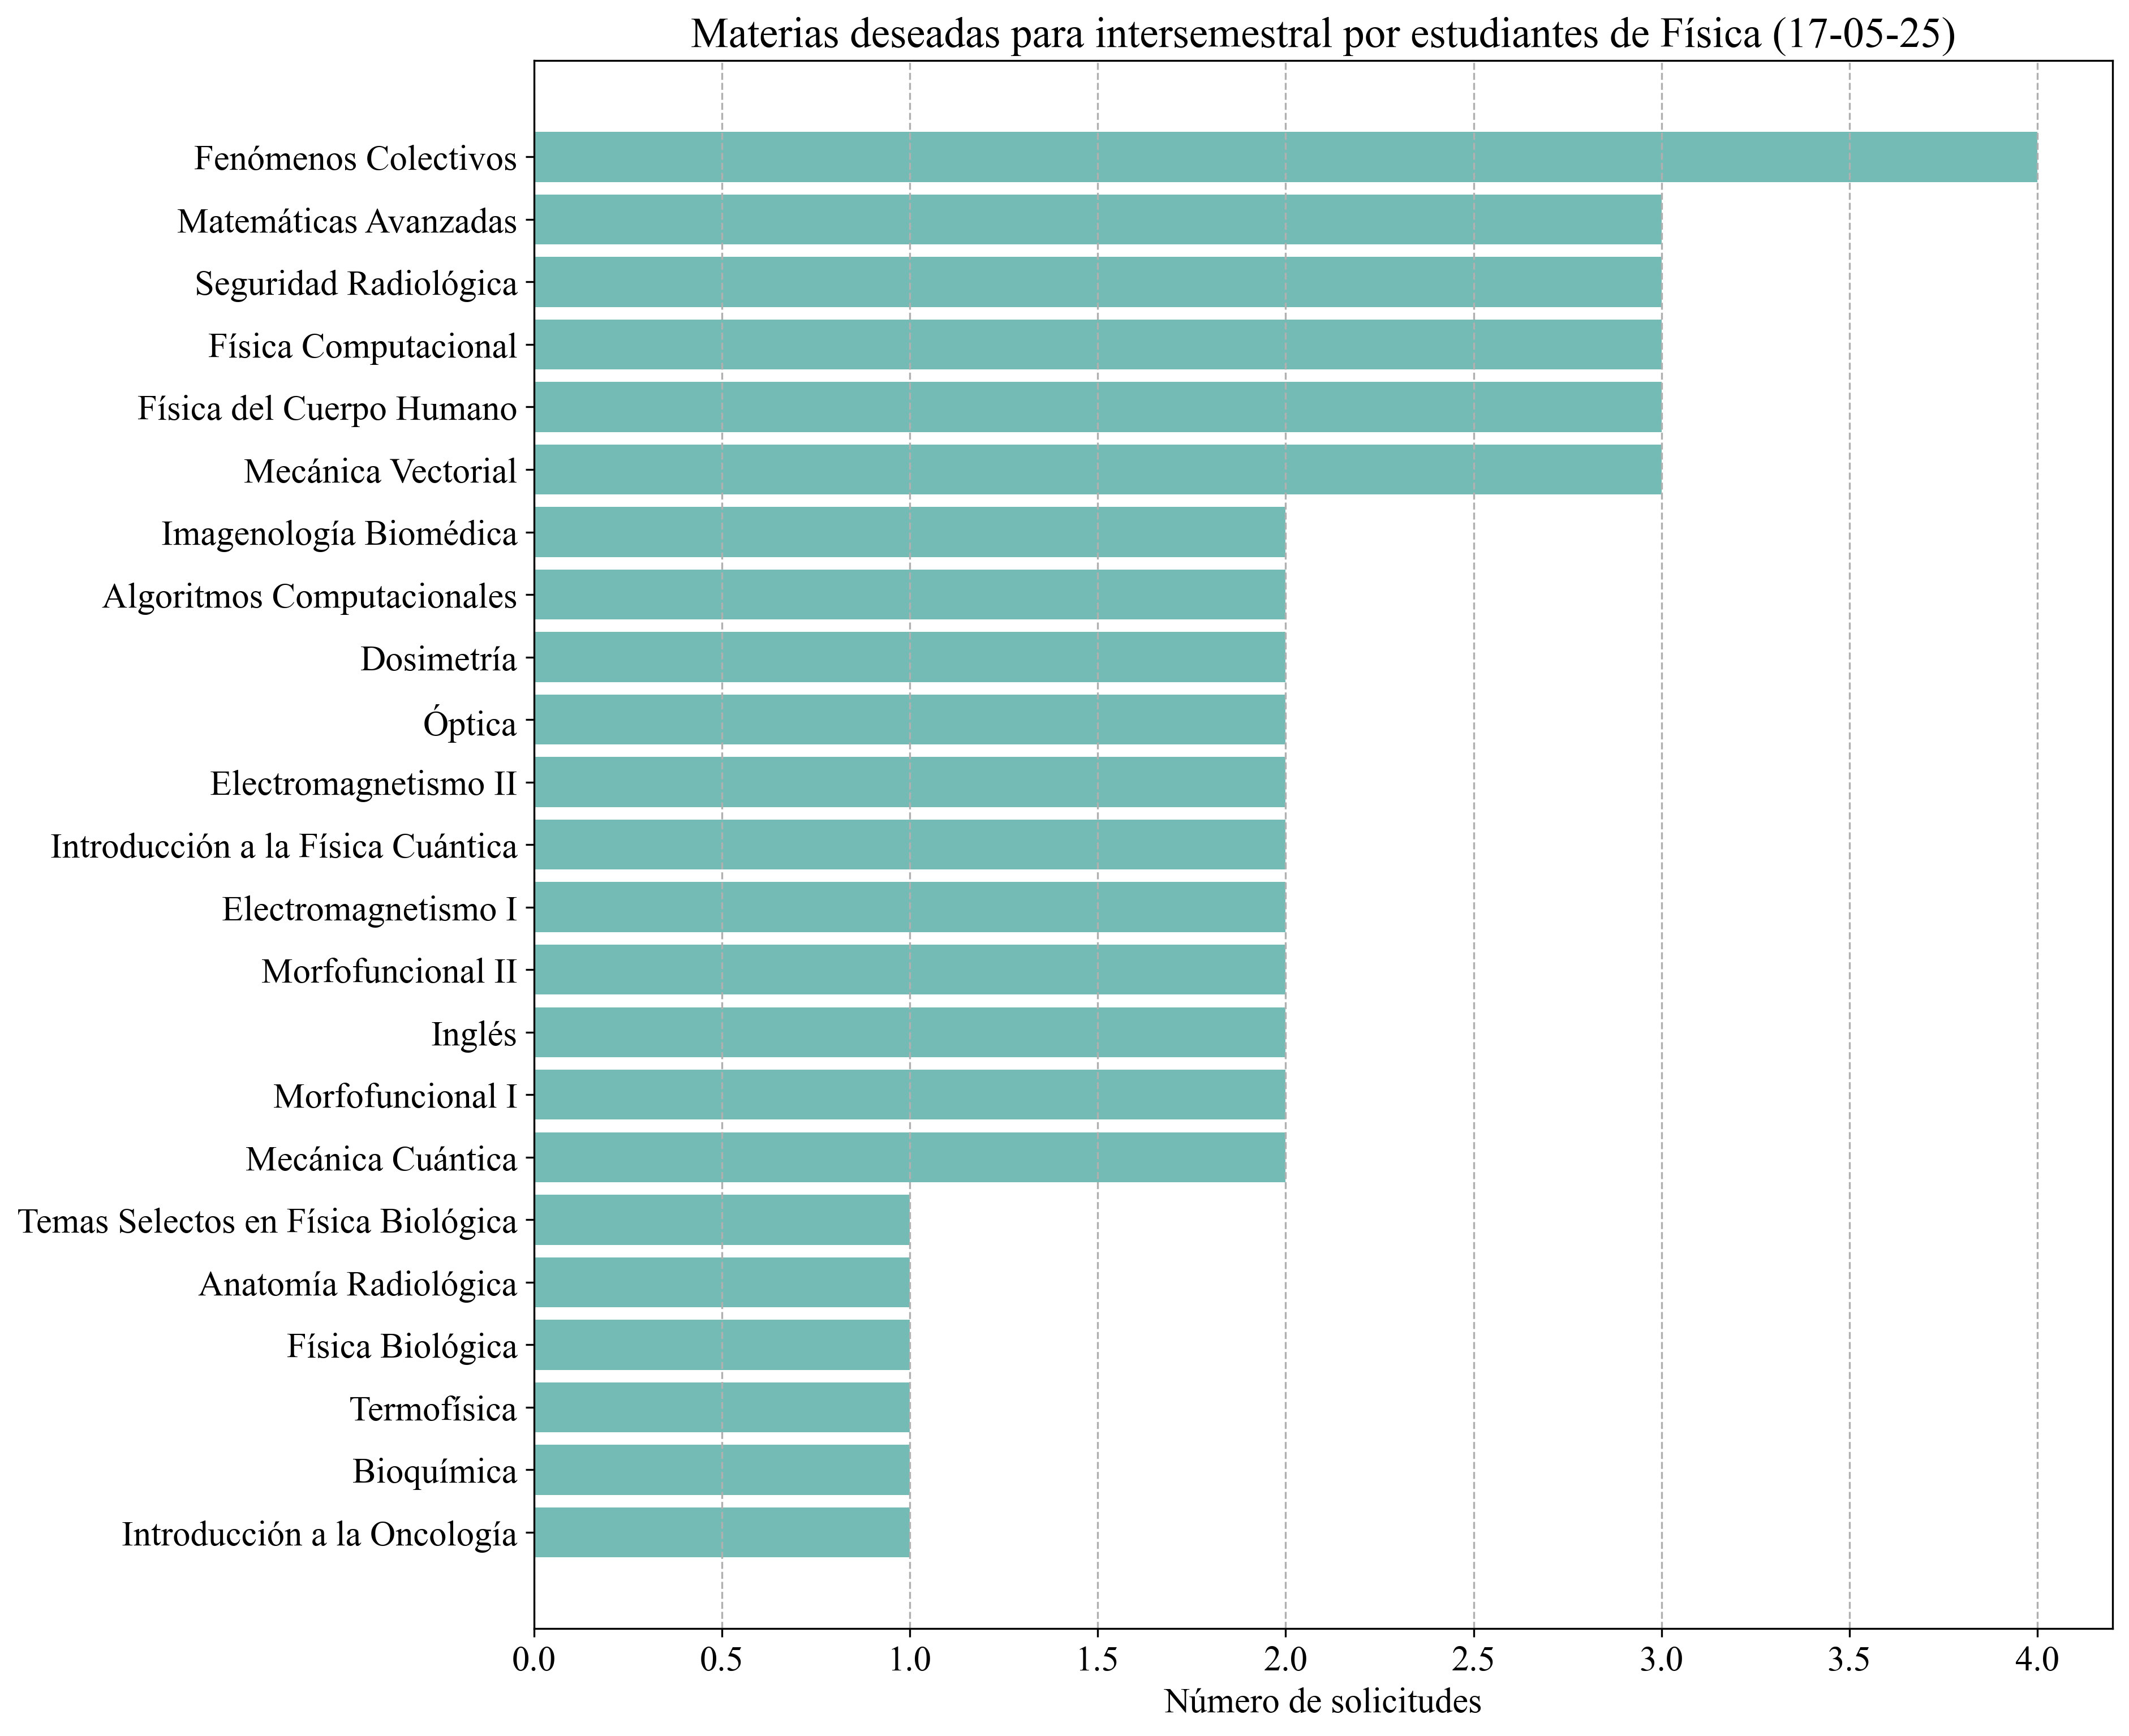 Materias deseadas para intersemestral por estudiantes de Física (17-05-25)
Fenómenos Colectivos
Matemáticas Avanzadas
Seguridad Radiológica
Física Computacional
Física del Cuerpo Humano
Mecánica Vectorial
Imagenología Biomédica
Algoritmos Computacionales
Dosimetría
Óptica
Electromagnetismo II
Introducción a la Física Cuántica
Electromagnetismo I
Morfofuncional II
Inglés
Morfofuncional I
Mecánica Cuántica
Temas Selectos en Física Biológica
Anatomía Radiológica
Física Biológica
Termofísica
Bioquímica
Introducción a la Oncología
0.0 0.5 1.0 1.5 2.0 2.5 3.0 3.5 4.0
Número de solicitudes